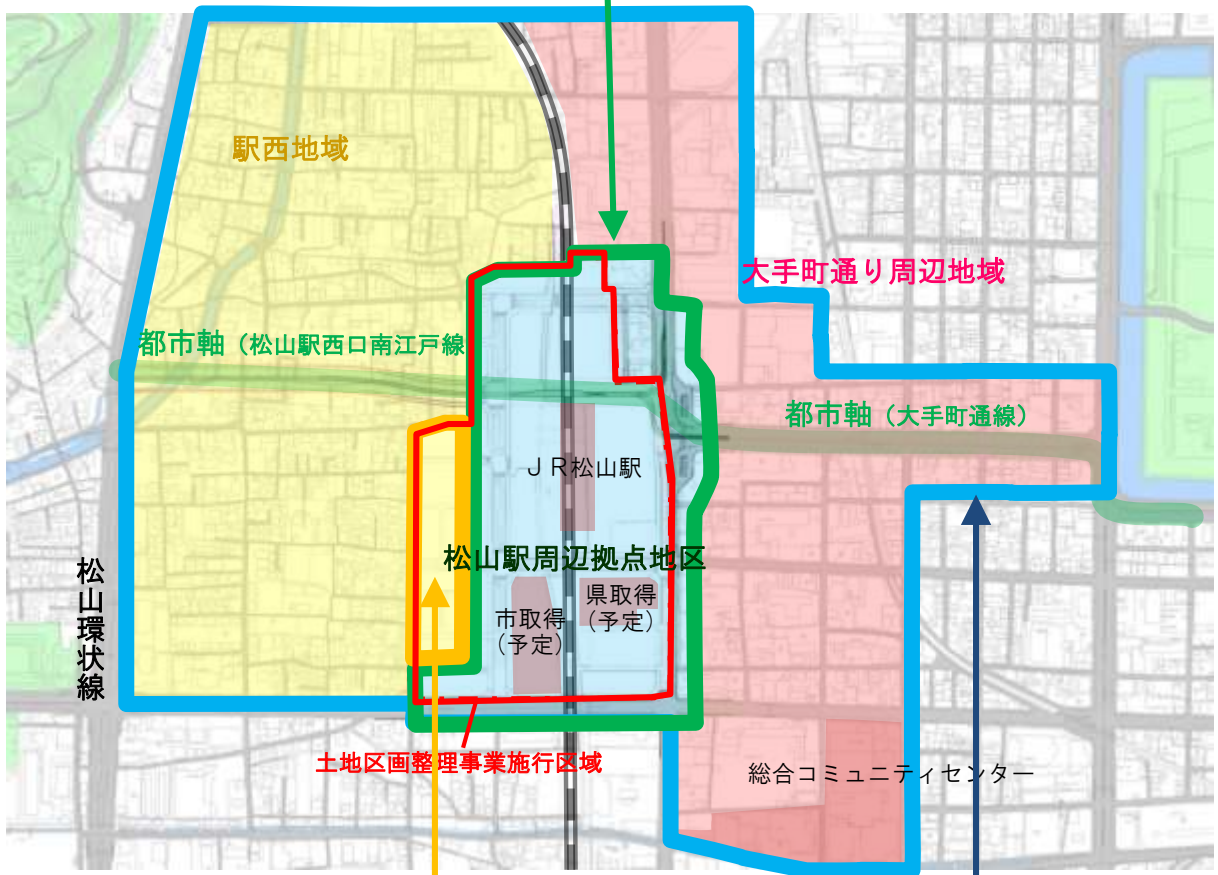 駅西地域
大手町通り周辺地域
都市軸（松山駅西口南江戸線
都市軸（大手町通線）
ＪＲ松山駅
松山駅周辺拠点地区
松山環状線
県取得
（予定）
市取得
（予定）
土地区画整理事業施行区域
総合コミュニティセンター